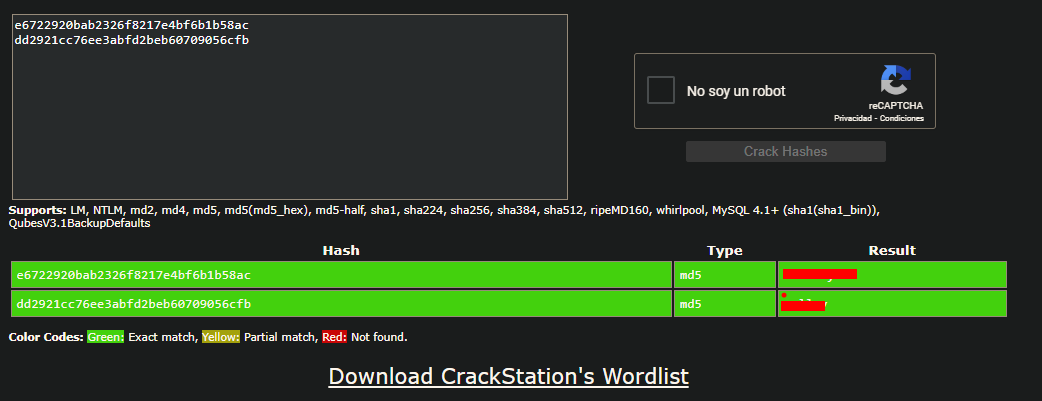 e6722920bab2326f8217e4bf6b1b58ac
dd2921cc76ee3abfd2beb60709056cfb
No soy un robot
reCAPTCHA
Privacidad - Condiciones
Crack Hashes
Supports: LM, NTLM, md2, md4, md5, md5(md5_hex), md5-half, sha1, sha224, sha256, sha384, sha512, ripeMD160, whirlpool, MySQL 4.1+ (sha1(sha1_bin)),
QubesV3.1BackupDefaults
Hash Type Result
e6722920bab2326f8217e4bf6b1b58ac md5
dd2921cc76ee3abfd2beb60709056cfb md5
Color Codes: Green: Exact match, Yellow: Partial match, Red: Not found.
Download CrackStation's Wordlist